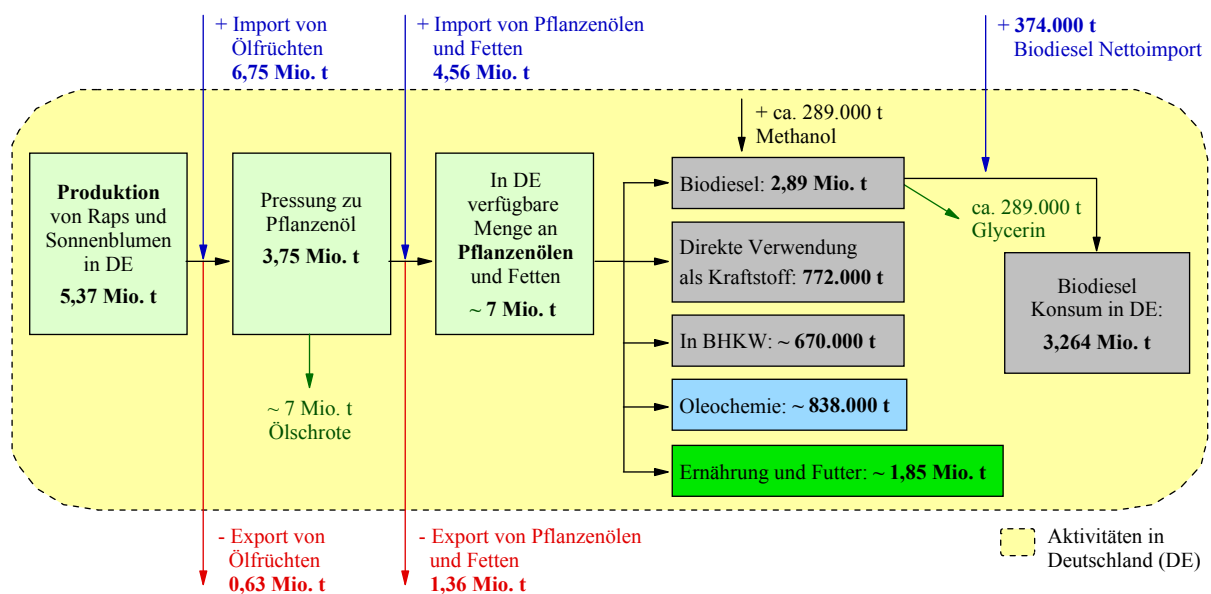 + Import von
Ölfrüchten
6,75 Mio. t
+ Import von Pflanzenölen
und Fetten
4,56 Mio. t
+ 374.000 t
Biodiesel Nettoimport
+ ca. 289.000 t
Methanol
Produktion
von Raps und
Sonnenblumen
in DE
5,37 Mio. t
Pressung zu
Pflanzenöl
3,75 Mio. t
In DE
verfügbare
Menge an
Pflanzenölen
und Fetten
~ 7 Mio. t
Biodiesel: 2,89 Mio. t
ca. 289.000 t
Glycerin
Direkte Verwendung
als Kraftstoff: 772.000 t
Biodiesel
Konsum in DE:
3,264 Mio. t
In BHKW: ~ 670.000 t
~ 7 Mio. t
Ölschrote
Oleochemie: ~ 838.000 t
Ernährung und Futter: ~ 1,85 Mio. t
- Export von
Ölfrüchten
0,63 Mio. t
- Export von Pflanzenölen
und Fetten
1,36 Mio. t
Aktivitäten in
Deutschland (DE)